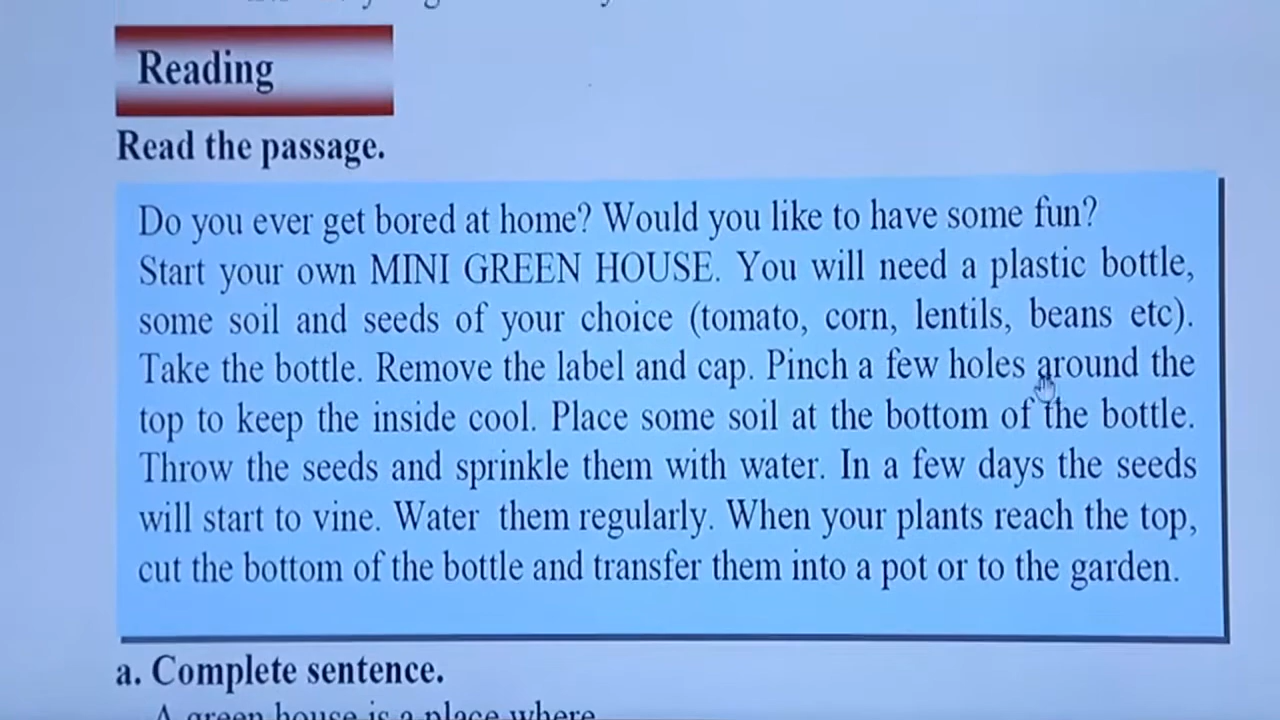 Reading
Read the passage.
Do you ever get bored at home? Would you like to have some fun?
Start your own MINI GREEN HOUSE. You will need a plastic bottle,
some soil and seeds of your choice (tomato, corn, lentils, beans etc).
Take the bottle. Remove the label and cap. Pinch a few holes around the
top to keep the inside cool. Place some soil at the bottom of the bottle.
Throw the seeds and sprinkle them with water. In a few days the seeds
will start to vine. Water them regularly. When your plants reach the top,
cut the bottom of the bottle and transfer them into a pot or to the garden.
a. Complete sentence.
A green house is a place where